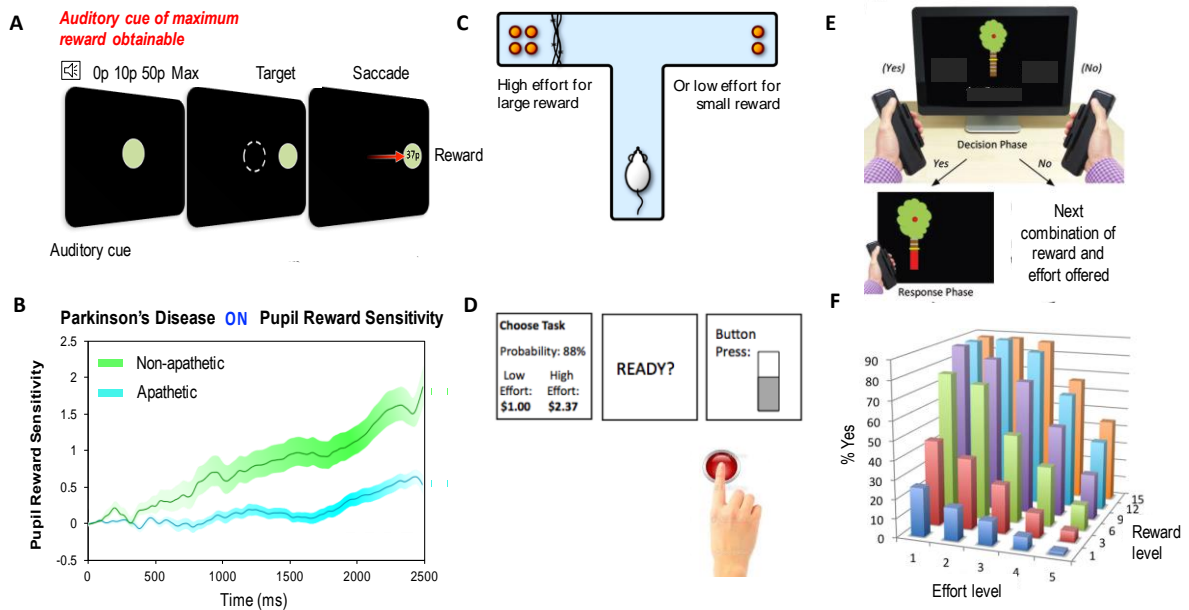 A
Auditory cue of maximum
reward obtainable
0p 10p 50p Max
Target
Saccade
37p
Reward
Auditory cue
B
Parkinson's Disease ON Pupil Reward Sensitivity
Pupil Reward Sensitivity
2.5
2
1.5
1
0.5
0
-0.5
Non-apathetic
Apathetic
0
500
1000
1500
2000
2500
Time (ms)
C
High effort for
large reward
Or low effort for
small reward
D
Choose Task
Probability: 88%
Low High
Effort: Effort:
$1.00 $2.37
READY?
Button
Press:
E
(Yes)
(No)
Decision Phase
Yes
No
Response Phase
Next
combination of
reward and
effort offered
F
% Yes
90
80
70
60
50
40
30
20
10
0
1
2
3
4
5
Effort level
15
12
9
6
3
1
Reward
level